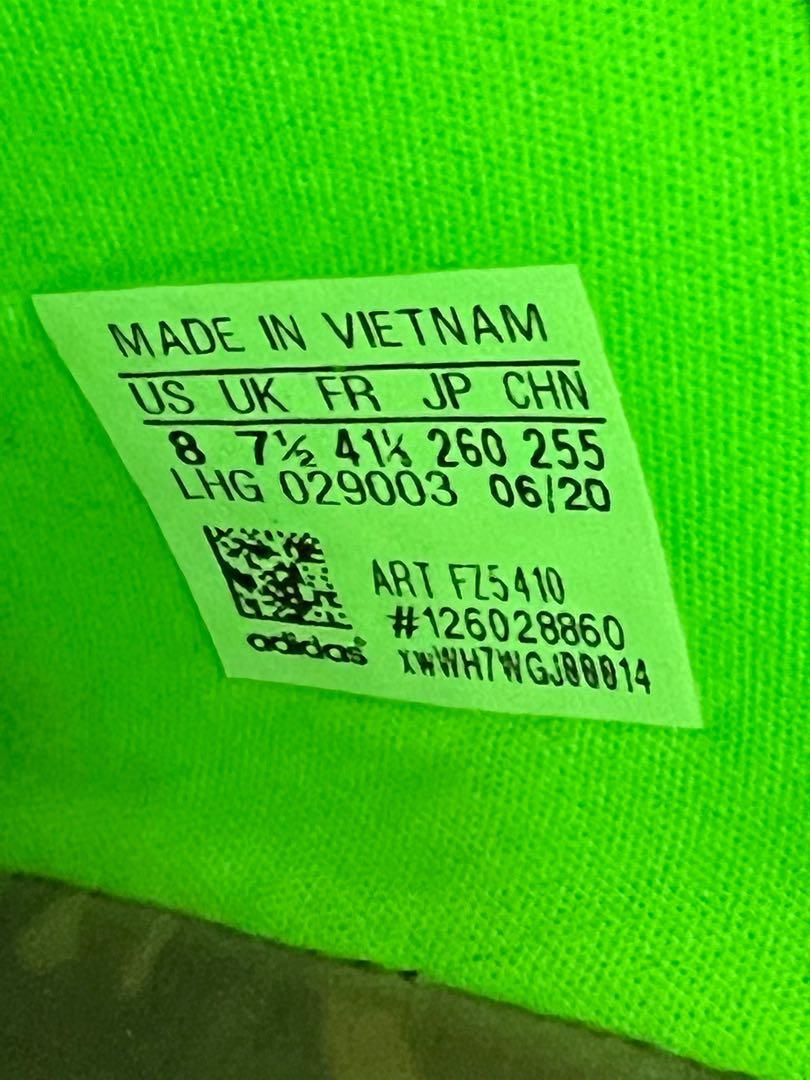 MADE IN VIETNAM
US UK FR JP CHN
8 7½ 41⅓ 260 255
LHG 029003 06/20
ART FZ5410
#126028860
adidas